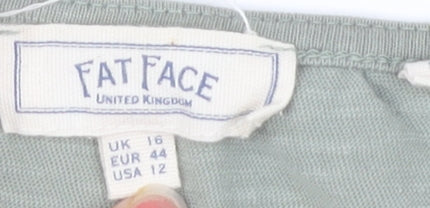 FAT FACE
UNITED KINGDOM
UK 16
EUR 44
USA 12